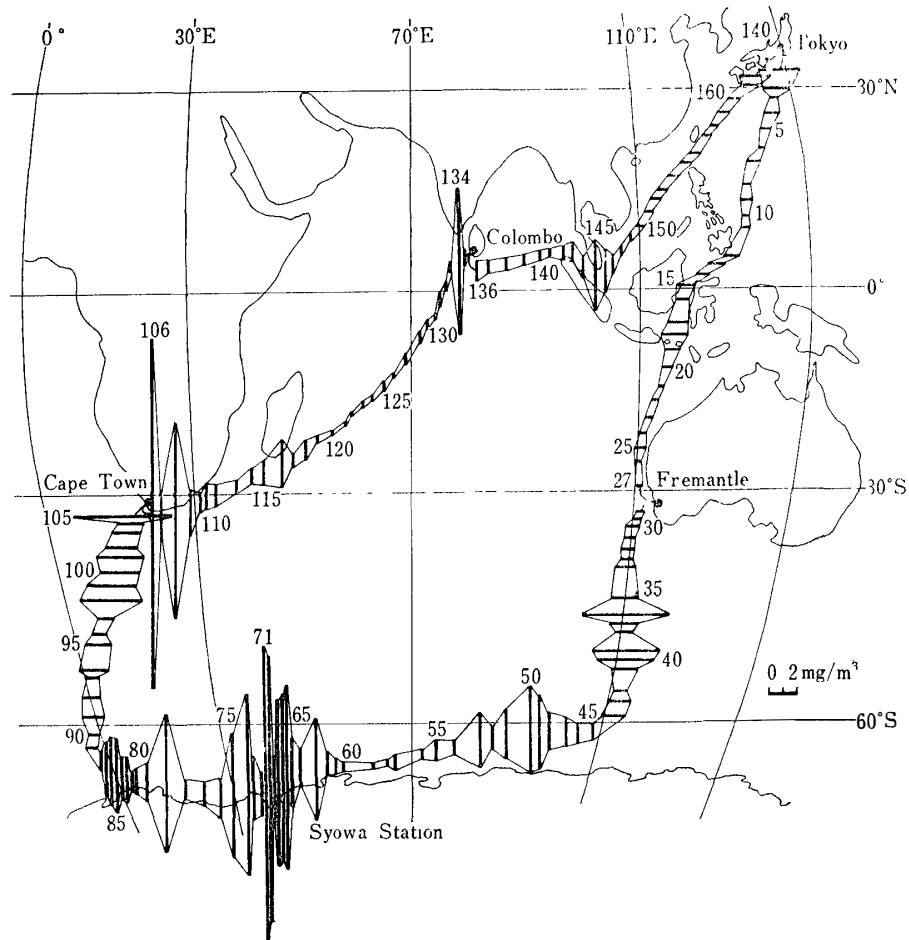 0° 30°E 70°E 110°E 140°
Tokyo
160 30°N
5
134
10
Colombo 145 150
136 140
15 0°
106 130
20
125
120 25
Cape Town 115 27 Fremantle
30°S
105 110 30
100
35
95 71 40
50
0 2 mg/m³
90 75 65 45 60°S
80 60 55
85
Syowa Station